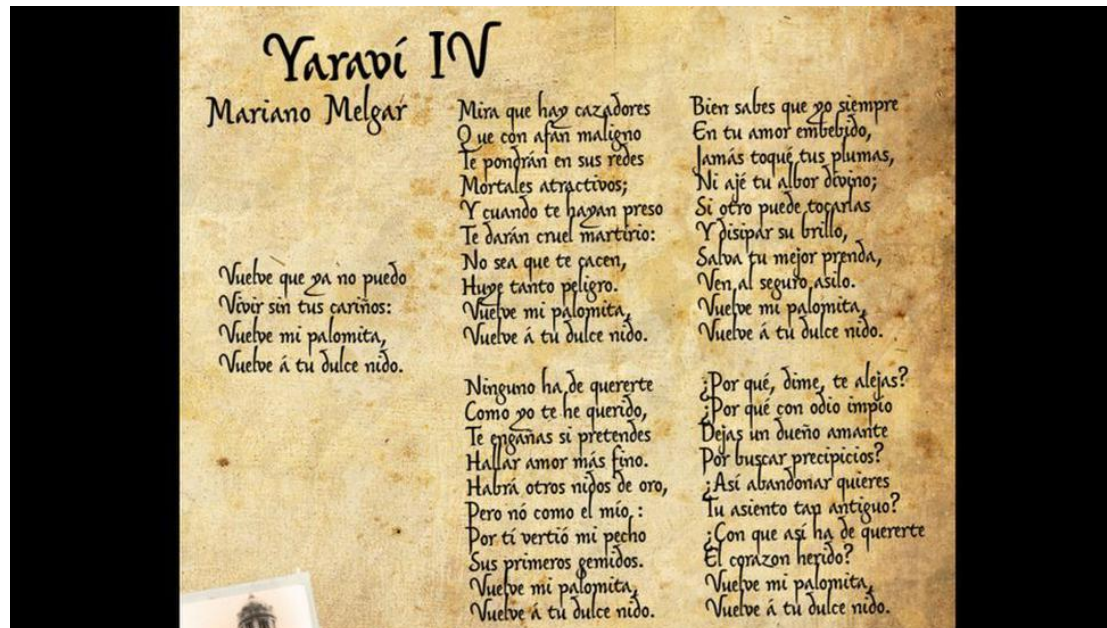 Yaraví IV
Mariano Melgar
Vuelve que ya no puedo
Vivir sin tus cariños:
Vuelve mi palomita,
Vuelve á tu dulce nido.
Mira que hay cazadores
Que con afán maligno
Te pondrán en sus redes
Mortales atractivos;
Y cuando te hayan preso
Te darán cruel martirio:
No sea que te cacen,
Huye tanto peligro.
Vuelve mi palomita,
Vuelve á tu dulce nido.
Ninguno ha de quererte
Como yo te he querido,
Te engañas si pretendes
Hallar amor más fino.
Habrá otros nidos de oro,
Pero nó como el mío,:
Por tí vertió mi pecho
Sus primeros gemidos.
Vuelve mi palomita,
Vuelve á tu dulce nido.
Bien sabes que yo siempre
En tu amor embebido,
Jamás toqué tus plumas,
Ni ajé tu albor divino;
Si otro puede tocarlas
Y disipar su brillo,
Salva tu mejor prenda,
Ven al seguro asilo.
Vuelve mi palomita,
Vuelve á tu dulce nido.
¿Por qué, dime, te alejas?
¿Por qué con odio impío
Dejas un dueño amante
Por buscar precipicios?
¿Así abandonar quieres
Tu asiento tan antiguo?
¿Con que así ha de quererte
El corazon herido?
Vuelve mi palomita,
Vuelve á tu dulce nido.